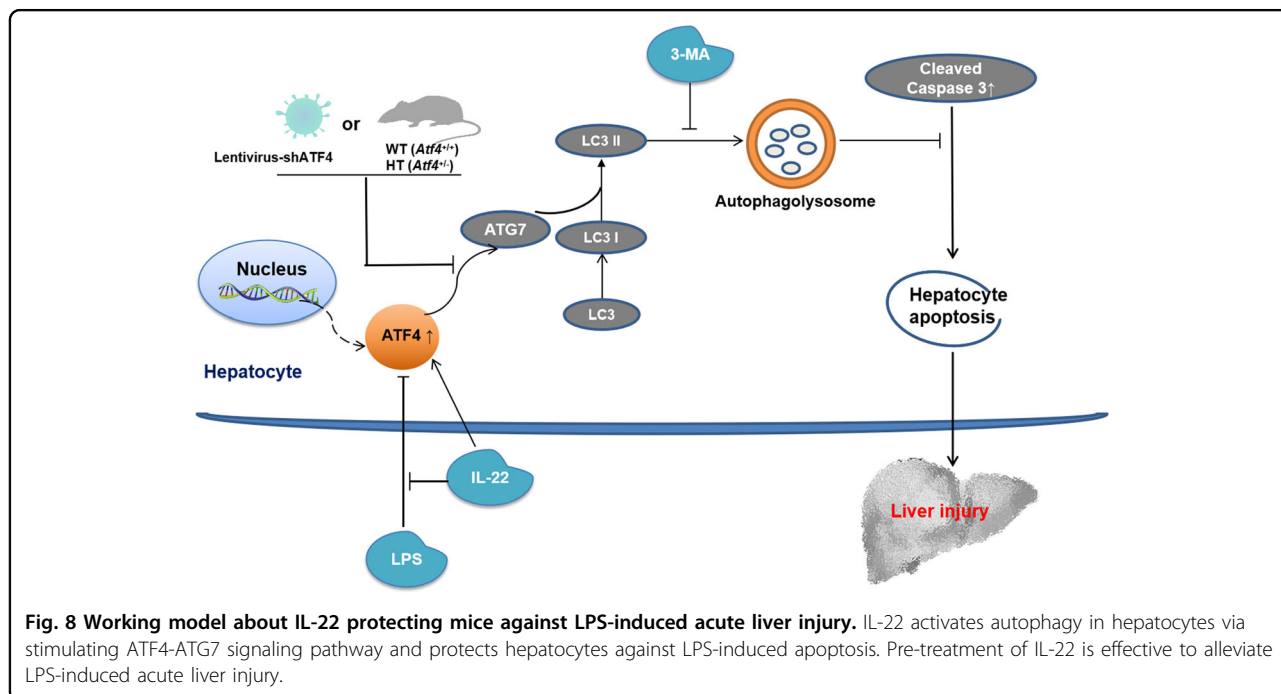 3-MA
Cleaved
Caspase 3↑
or
Lentivirus-shATF4
WT (Atf4+/+)
HT (Atf4+/-)
LC3 II
Autophagolysosome
ATG7
LC3 I
LC3
Nucleus
ATF4 ↑
Hepatocyte
Hepatocyte
apoptosis
IL-22
LPS
Liver injury
Fig. 8 Working model about IL-22 protecting mice against LPS-induced acute liver injury. IL-22 activates autophagy in hepatocytes via
stimulating ATF4-ATG7 signaling pathway and protects hepatocytes against LPS-induced apoptosis. Pre-treatment of IL-22 is effective to alleviate
LPS-induced acute liver injury.